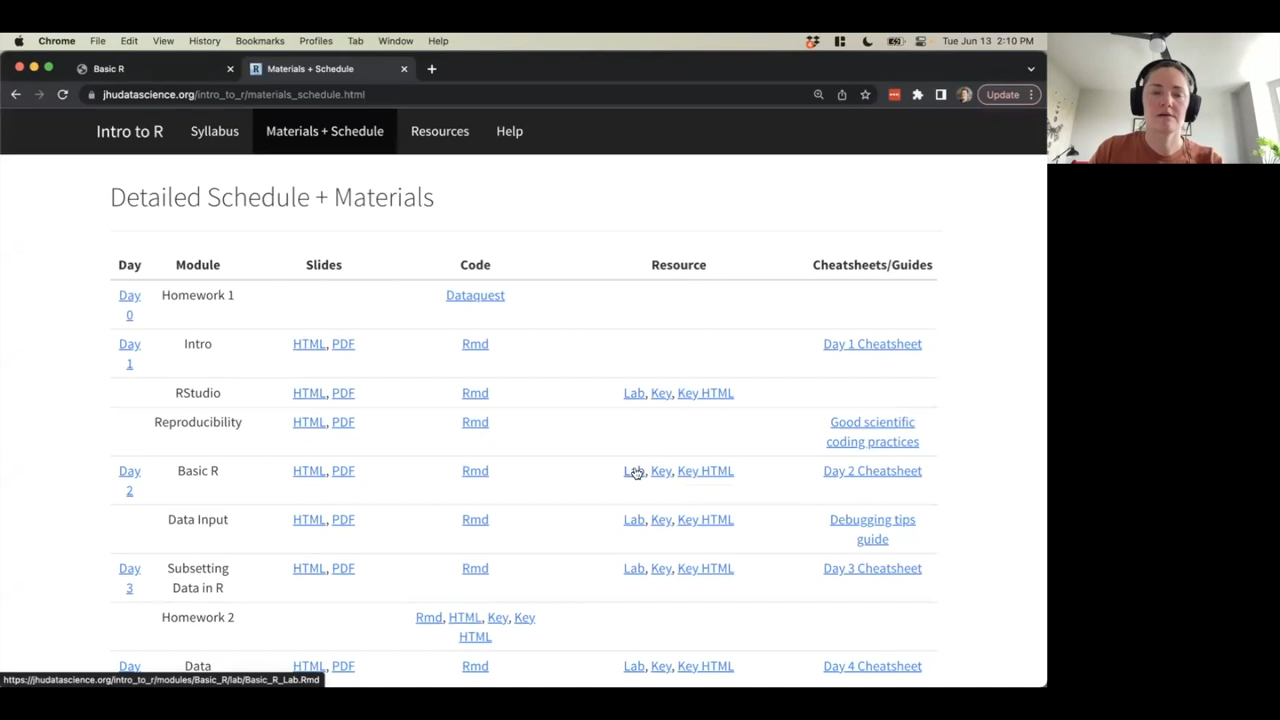 Chrome File Edit View History Bookmarks Profiles Tab Window Help Tue Jun 13 2:10 PM
Basic R Materials + Schedule
jhudatascience.org/intro_to_r/materials_schedule.html Update
Intro to R Syllabus Materials + Schedule Resources Help
Detailed Schedule + Materials
Day Module Slides Code Resource Cheatsheets/Guides
Day Homework 1 Dataquest
0
Day Intro HTML, PDF Rmd Day 1 Cheatsheet
1
RStudio HTML, PDF Rmd Lab, Key, Key HTML
Reproducibility HTML, PDF Rmd Good scientific
coding practices
Day Basic R HTML, PDF Rmd Lab, Key, Key HTML Day 2 Cheatsheet
2
Data Input HTML, PDF Rmd Lab, Key, Key HTML Debugging tips
guide
Day Subsetting HTML, PDF Rmd Lab, Key, Key HTML Day 3 Cheatsheet
3 Data in R
Homework 2 Rmd, HTML, Key, Key
HTML
Day Data HTML, PDF Rmd Lab, Key, Key HTML Day 4 Cheatsheet
https://jhudatascience.org/intro_to_r/modules/Basic_R/lab/Basic_R_Lab.Rmd